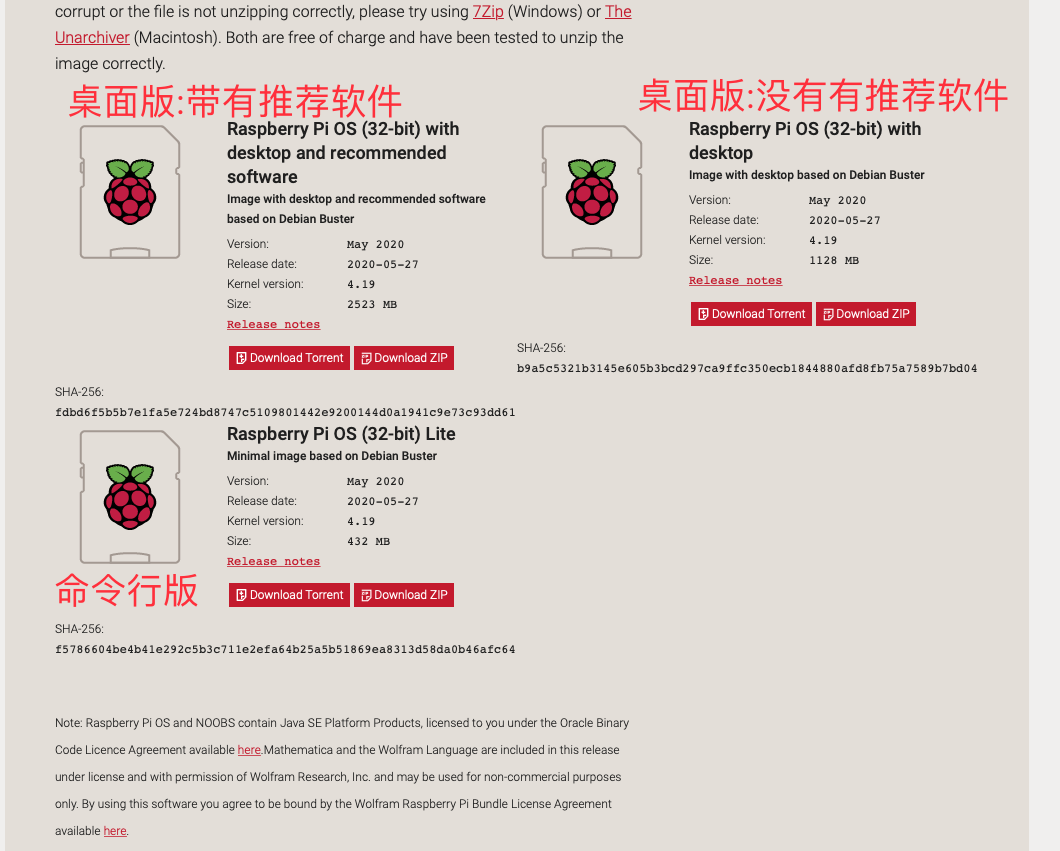 corrupt or the file is not unzipping correctly, please try using 7Zip (Windows) or The
Unarchiver (Macintosh). Both are free of charge and have been tested to unzip the
image correctly.
桌面版:带有推荐软件
Raspberry Pi OS (32-bit) with
desktop and recommended
software
Image with desktop and recommended software
based on Debian Buster
Version: May 2020
Release date: 2020-05-27
Kernel version: 4.19
Size: 2523 MB
Release notes
Download Torrent Download ZIP
SHA-256:
fdbd6f5b5b7e1fa5e724bd8747c5109801442e9200144d0a1941c9e73c93dd61
桌面版:没有有推荐软件
Raspberry Pi OS (32-bit) with
desktop
Image with desktop based on Debian Buster
Version: May 2020
Release date: 2020-05-27
Kernel version: 4.19
Size: 1128 MB
Release notes
Download Torrent Download ZIP
SHA-256:
b9a5c5321b3145e605b3bcd297ca9ffc350ecb1844880afd8fb75a7589b7bd04
Raspberry Pi OS (32-bit) Lite
Minimal image based on Debian Buster
Version: May 2020
Release date: 2020-05-27
Kernel version: 4.19
Size: 432 MB
Release notes
命令行版
Download Torrent Download ZIP
SHA-256:
f5786604be4b41e292c5b3c711e2efa64b25a5b51869ea8313d58da0b46afc64
Note: Raspberry Pi OS and NOOBS contain Java SE Platform Products, licensed to you under the Oracle Binary
Code Licence Agreement available here.Mathematica and the Wolfram Language are included in this release
under license and with permission of Wolfram Research, Inc. and may be used for non-commercial purposes
only. By using this software you agree to be bound by the Wolfram Raspberry Pi Bundle License Agreement
available here.